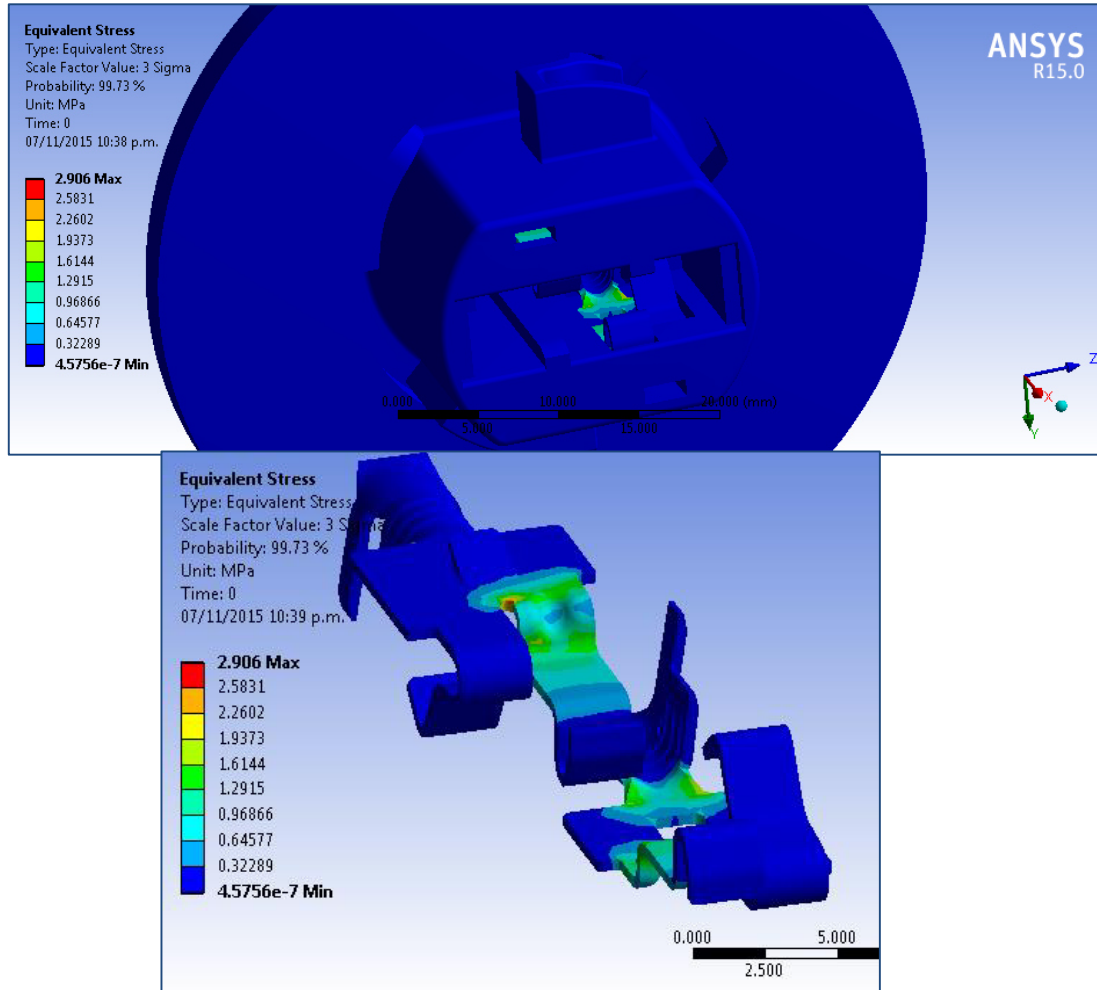 Equivalent Stress
Type: Equivalent Stress
Scale Factor Value: 3 Sigma
Probability: 99.73 %
Unit: MPa
Time: 0
07/11/2015 10:38 p.m.
2.906 Max
2.5831
2.2602
1.9373
1.6144
1.2915
0.96866
0.64577
0.32289
4.5756e-7 Min
ANSYS
R15.0
0.000 10.000 20.000 (mm)
5.000 15.000
Z
X
Y
Equivalent Stress
Type: Equivalent Stress
Scale Factor Value: 3 Sigma
Probability: 99.73 %
Unit: MPa
Time: 0
07/11/2015 10:39 p.m.
2.906 Max
2.5831
2.2602
1.9373
1.6144
1.2915
0.96866
0.64577
0.32289
4.5756e-7 Min
0.000 5.000
2.500